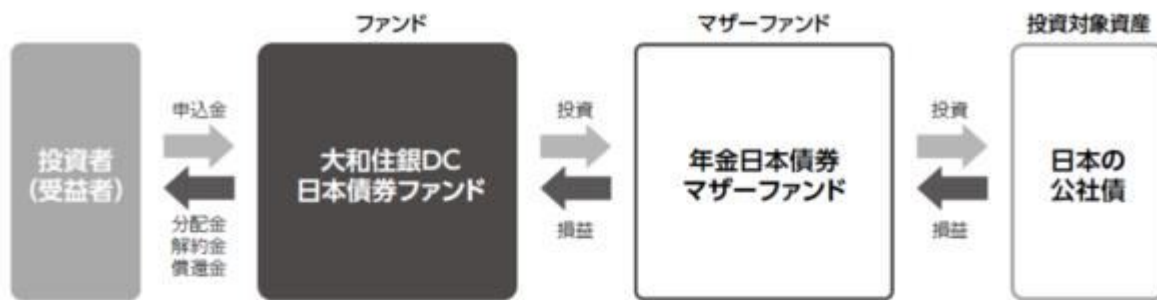 ファンド
マザーファンド
投資対象資産
投資者
(受益者)
申込金
分配金
解約金
償還金
大和住銀DC
日本債券ファンド
投資
損益
年金日本債券
マザーファンド
投資
損益
日本の
公社債